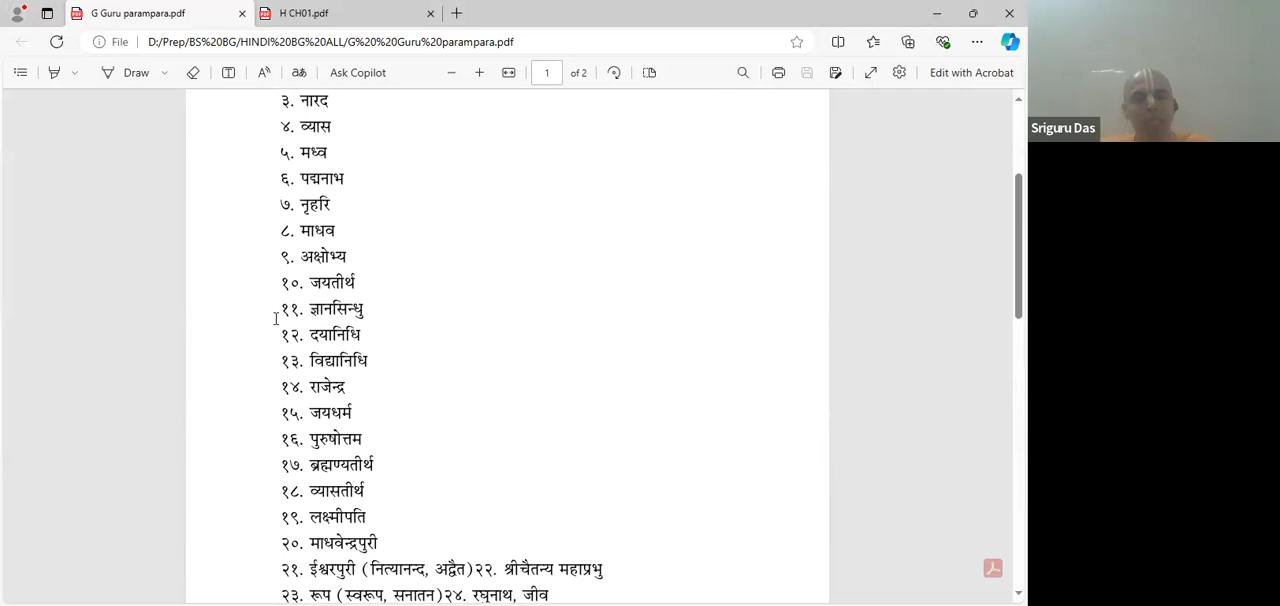 G Guru parampara.pdf
H CH01.pdf
File
D:/Prep/BS%20BG/HINDI%20BG%20ALL/G%20%20Guru%20parampara.pdf
Draw
Ask Copilot
1
of 2
Edit with Acrobat
Sriguru Das
३. नारद
४. व्यास
५. मध्व
६. पद्मनाभ
७. नृहरि
८. माधव
९. अक्षोभ्य
१०. जयतीर्थ
११. ज्ञानसिन्धु
१२. दयानिधि
१३. विद्यानिधि
१४. राजेन्द्र
१५. जयधर्म
१६. पुरुषोत्तम
१७. ब्रह्मण्यतीर्थ
१८. व्यासतीर्थ
१९. लक्ष्मीपति
२०. माधवेन्द्रपुरी
२१. ईश्वरपुरी (नित्यानन्द, अद्वैत)२२. श्रीचैतन्य महाप्रभु
२३. रूप (स्वरूप, सनातन)२४. रघुनाथ, जीव